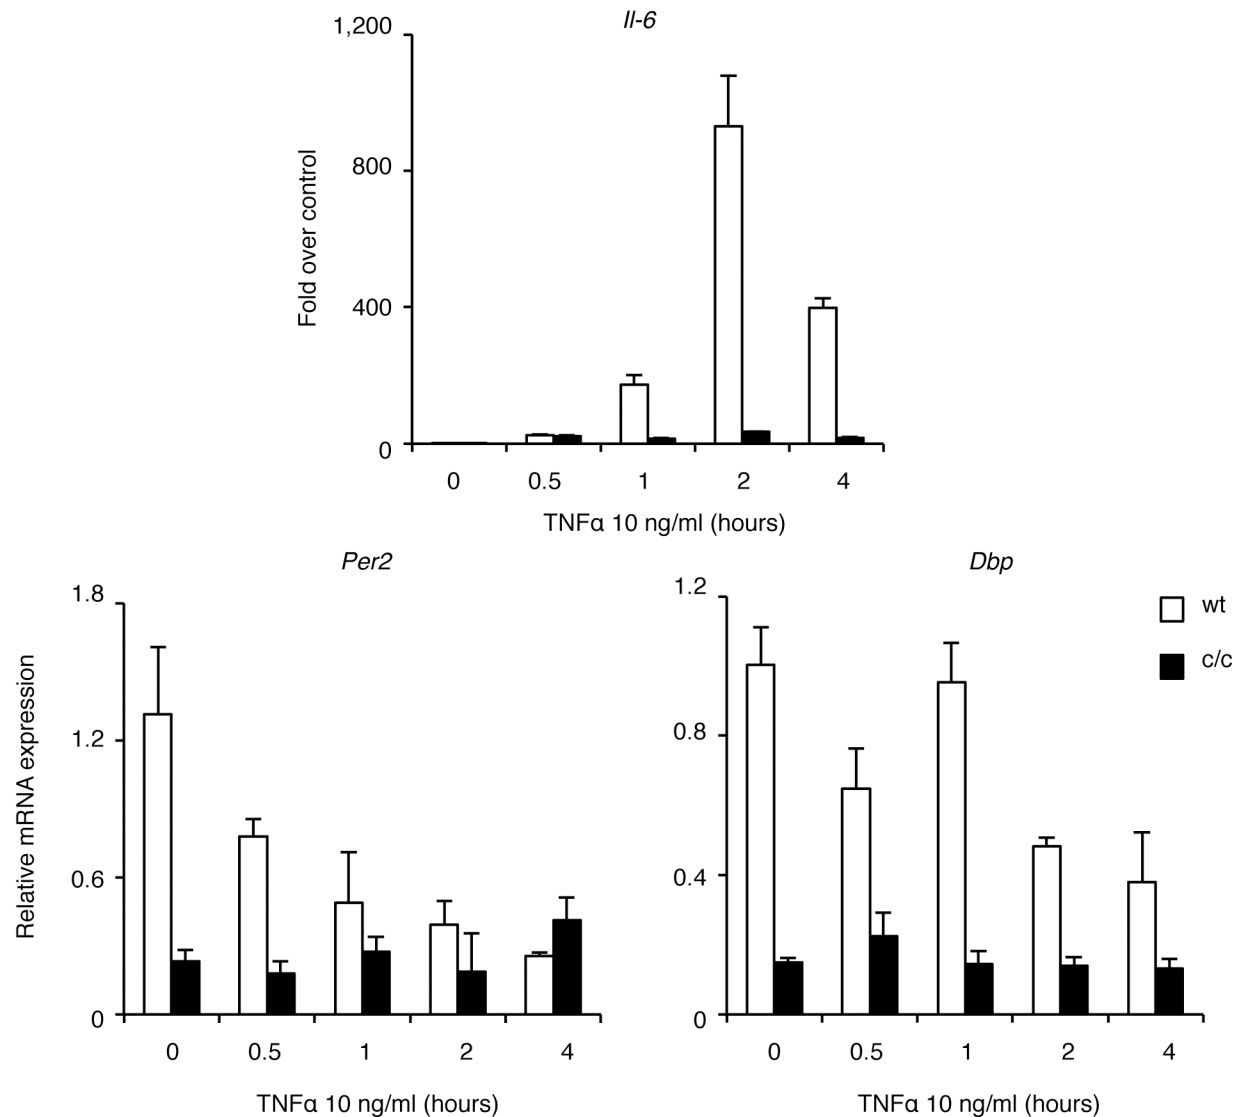 Il-6
1,200
800
400
0
Fold over control
0 0.5 1 2 4
TNFα 10 ng/ml (hours)
Per2
1.8
1.2
0.6
0
Relative mRNA expression
0 0.5 1 2 4
TNFα 10 ng/ml (hours)
Dbp
1.2
0.8
0.4
0
0 0.5 1 2 4
TNFα 10 ng/ml (hours)
wt
c/c